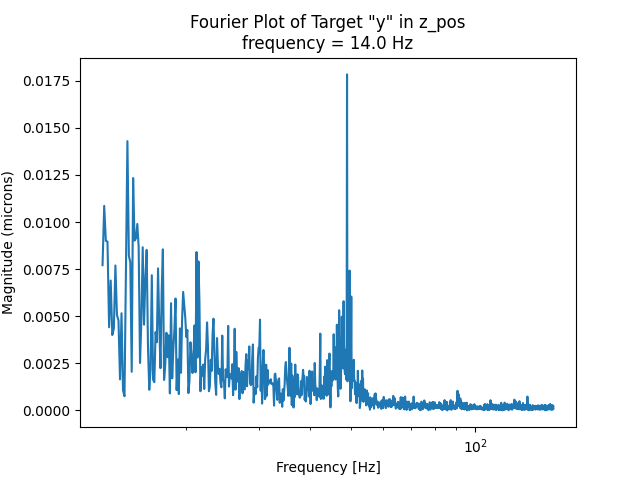 Fourier Plot of Target "y" in z_pos
frequency = 14.0 Hz
0.0175
0.0150
0.0125
0.0100
0.0075
0.0050
0.0025
0.0000
Magnitude (microns)
10²
Frequency [Hz]